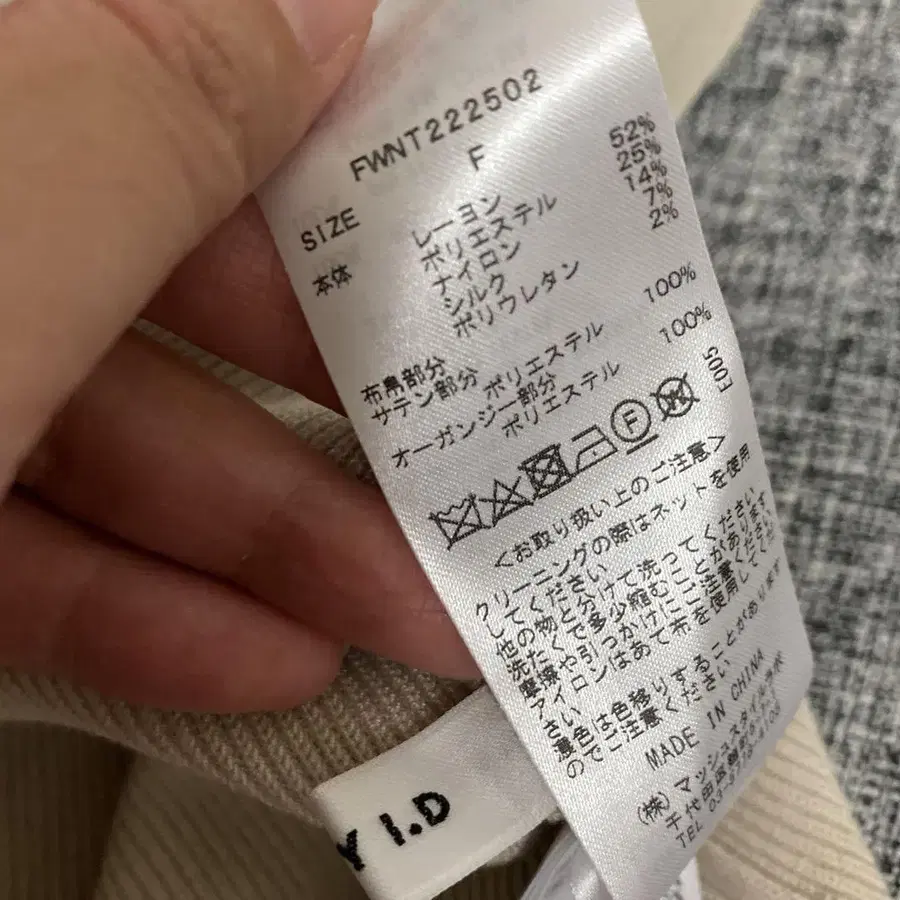 FWNT222502
SIZE F
本体 レーヨン 52%
ポリエステル 25%
ナイロン 14%
シルク 7%
ポリウレタン 2%
布帛部分
サテン部分 ポリエステル 100%
オーガンジー部分
ポリエステル 100%
F
W
E005
<お取り扱い上のご注意>
クリーニングの際はネットを使用
してください
他の物と分けて洗ってください
洗たくで多少縮むことがあります
摩擦や引っかけにご注意ください
アイロンはあて布を使用してくだ
さい
濃色は色移りすることがあります
のでご注意ください
MADE IN CHINA
(株)マッシュスタイルラボ
千代田区麹町
TEL 03-
Y I.D